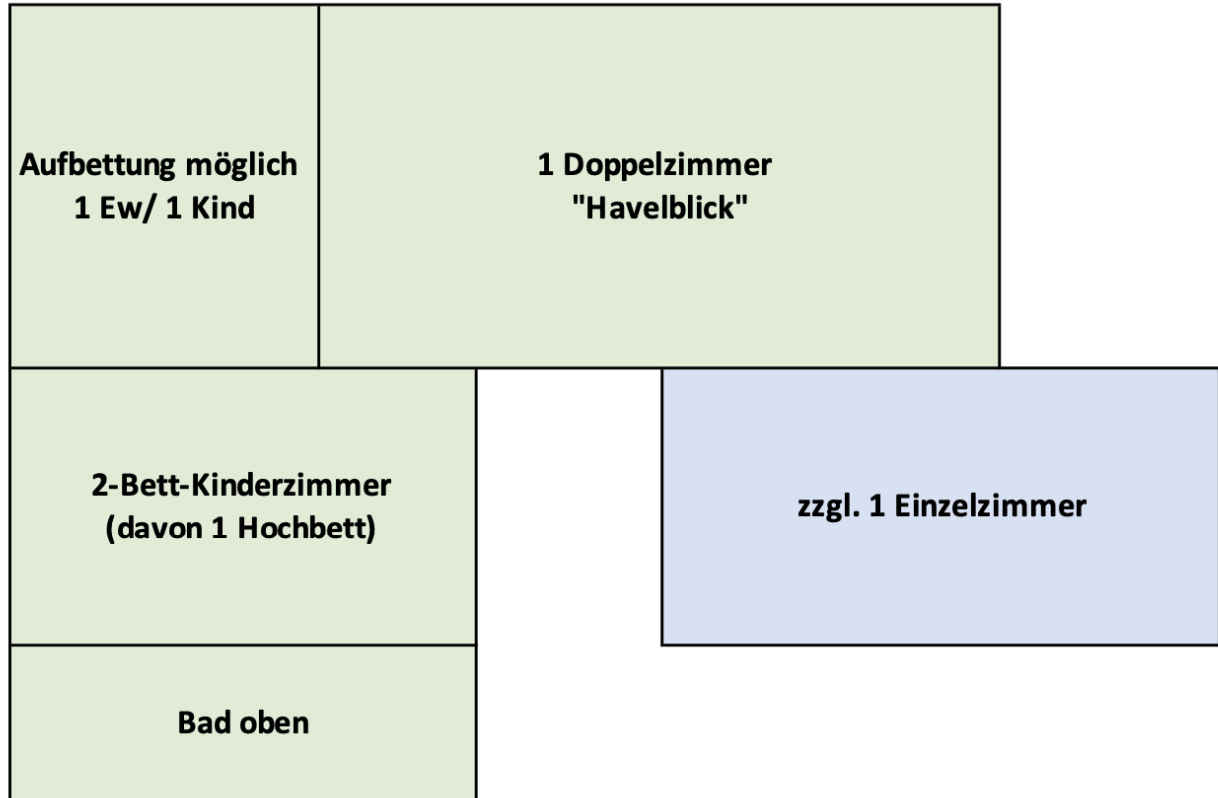 Aufbettung möglich
1 Ew/ 1 Kind
1 Doppelzimmer
"Havelblick"
2-Bett-Kinderzimmer
(davon 1 Hochbett)
zzgl. 1 Einzelzimmer
Bad oben